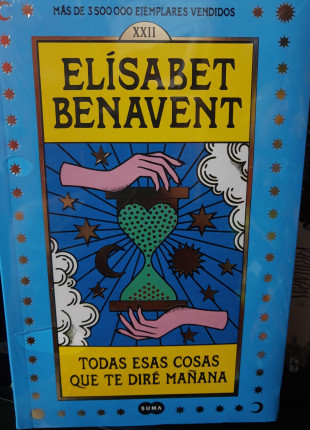 MÁS DE 3 500 000 EJEMPLARES VENDIDOS
XXII
ELÍSABET
BENAVENT
TODAS ESAS COSAS
QUE TE DIRÉ MAÑANA
SUMA